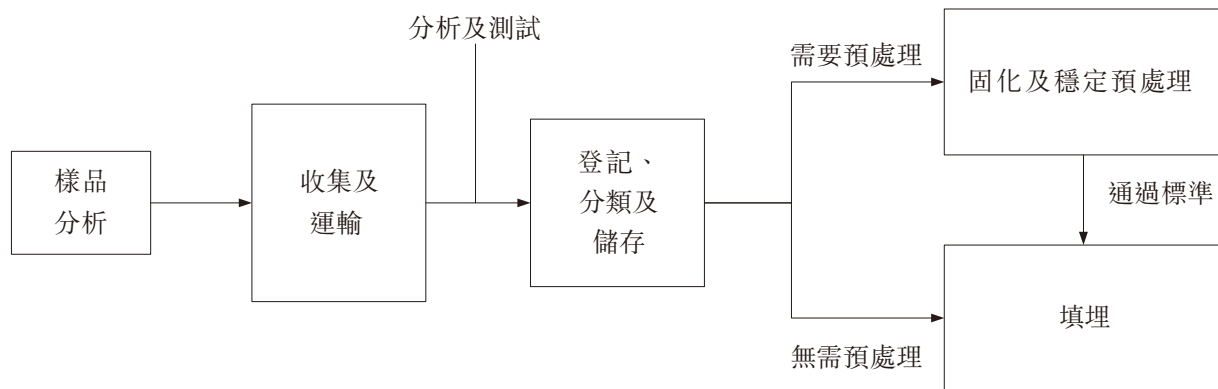 分析及測試
需要預處理
固化及穩定預處理
樣品
分析
收集及
運輸
登記、
分類及
儲存
通過標準
填埋
無需預處理